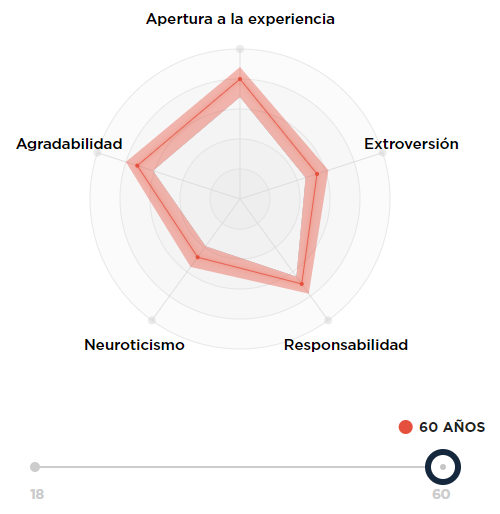 Apertura a la experiencia
Agradabilidad
Extroversión
Neuroticismo
Responsabilidad
60 AÑOS
18
60